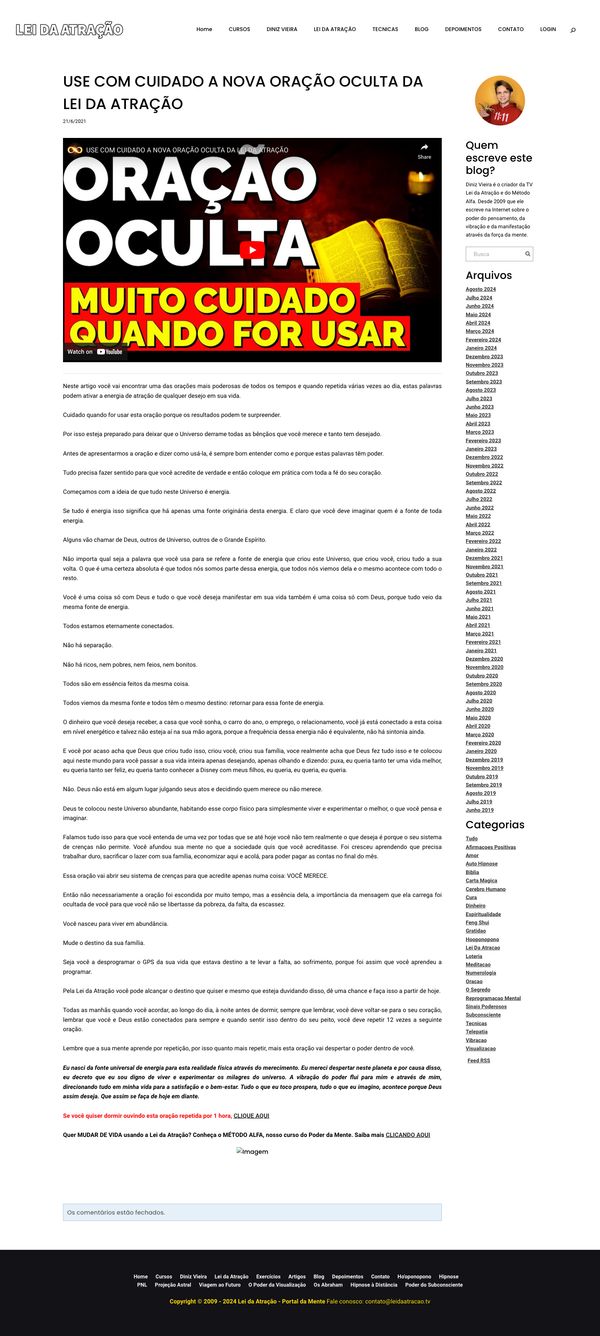 LEI DA ATRAÇÃO
Home CURSOS DINIZ VIEIRA LEI DA ATRAÇÃO TECNICAS BLOG DEPOIMENTOS CONTATO LOGIN
USE COM CUIDADO A NOVA ORAÇÃO OCULTA DA
LEI DA ATRAÇÃO
21/6/2021
USE COM CUIDADO A NOVA ORAÇÃO OCULTA DA LEI DA ATRAÇÃO
Share
ORAÇÃO
OCULTA
MUITO CUIDADO
QUANDO FOR USAR
Watch on YouTube
Neste artigo você vai encontrar uma das orações mais poderosas de todos os tempos e quando repetida várias vezes ao dia, estas palavras
podem ativar a energia de atração de qualquer desejo em sua vida.
Cuidado quando for usar esta oração porque os resultados podem te surpreender.
Por isso esteja preparado para deixar que o Universo derrame todas as bênçãos que você merece e tanto tem desejado.
Antes de apresentarmos a oração e dizer como usá-la, é sempre bom entender como e porque estas palavras têm poder.
Tudo precisa fazer sentido para que você acredite de verdade e então coloque em prática com toda a fé do seu coração.
Começamos com a ideia de que tudo neste Universo é energia.
Se tudo é energia isso significa que há apenas uma fonte originária desta energia. E claro que você deve imaginar quem é a fonte de toda
energia.
Alguns vão chamar de Deus, outros de Universo, outros de o Grande Espírito.
Não importa qual seja a palavra que você usa para se refere a fonte de energia que criou este Universo, que criou você, criou tudo a sua
volta. O que é uma certeza absoluta é que todos nós somos parte dessa energia, que todos nós viemos dela e o mesmo acontece com todo o
resto.
Você é uma coisa só com Deus e tudo o que você deseja manifestar em sua vida também é uma coisa só com Deus, porque tudo veio da
mesma fonte de energia.
Todos estamos eternamente conectados.
Não há separação.
Não há ricos, nem pobres, nem feios, nem bonitos.
Todos são em essência feitos da mesma coisa.
Todos viemos da mesma fonte e todos têm o mesmo destino: retornar para essa fonte de energia.
O dinheiro que você deseja receber, a casa que você sonha, o carro do ano, o emprego, o relacionamento, você já está conectado a esta coisa
em nível energético e talvez não esteja aí na sua mão agora, porque a frequência dessa energia não é equivalente, não há sintonia ainda.
E você por acaso acha que Deus que criou tudo isso, criou você, criou sua família, voce realmente acha que Deus fez tudo isso e te colocou
aqui neste mundo para você passar a sua vida inteira apenas desejando, apenas olhando e dizendo: puxa, eu queria tanto ter uma vida melhor,
eu queria tanto ser feliz, eu queria tanto conhecer a Disney com meus filhos, eu queria, eu queria, eu queria.
Não. Deus não está em algum lugar julgando seus atos e decidindo quem merece ou não merece.
Deus te colocou neste Universo abundante, habitando esse corpo físico para simplesmente viver e experimentar o melhor, o que você pensa e
imaginar.
Falamos tudo isso para que você entenda de uma vez por todas que se até hoje você não tem realmente o que deseja é porque o seu sistema
de crenças não permite. Você afundou sua mente no que a sociedade quis que você acreditasse. Foi cresceu aprendendo que precisa
trabalhar duro, sacrificar o lazer com sua família, economizar aqui e acolá, para poder pagar as contas no final do mês.
Essa oração vai abrir seu sistema de crenças para que acredite apenas numa coisa: VOCÊ MERECE.
Então não necessariamente a oração foi escondida por muito tempo, mas a essência dela, a importância da mensagem que ela carrega foi
ocultada de você para que você não se libertasse da pobreza, da falta, da escassez.
Você nasceu para viver em abundância.
Mude o destino da sua família.
Seja você a desprogramar o GPS da sua vida que estava destino a te levar a falta, ao sofrimento, porque foi assim que você aprendeu a
programar.
Pela Lei da Atração você pode alcançar o destino que quiser e mesmo que esteja duvidando disso, dê uma chance e faça isso a partir de hoje.
Todas as manhãs você quando acordar, ao longo do dia, à noite antes de dormir, sempre que lembrar, você deve voltar-se para o seu coração,
lembrar que você e Deus estão conectados para sempre e quando sentir isso dentro do seu peito, você deve repetir 12 vezes a seguinte
oração.
Lembre que a sua mente aprende por repetição, por isso quanto mais repetir, mais esta oração vai despertar o poder dentro de você.
Eu nasci da fonte universal de energia para esta realidade física através do merecimento. Eu mereci despertar neste planeta e por causa disso,
eu decreto que eu sou digno de viver e experimentar os milagres do universo. A vibração do poder flui para mim e através de mim,
direcionando tudo em minha vida para a satisfação e o bem-estar. Tudo o que eu toco prospera, tudo o que eu imagino, acontece porque Deus
assim deseja. Que assim se faça de hoje em diante.
Se você quiser dormir ouvindo esta oração repetida por 1 hora, CLIQUE AQUI
Quer MUDAR DE VIDA usando a Lei da Atração? Conheça o MÉTODO ALFA, nosso curso do Poder da Mente. Saiba mais CLICANDO AQUI
Imagem
Os comentários estão fechados.
11:11
Quem
escreve este
blog?
Diniz Vieira é o criador da TV
Lei da Atração e do Método
Alfa. Desde 2009 que ele
escreve na Internet sobre o
poder do pensamento, da
vibração e da manifestação
através da força da mente.
Busca
Arquivos
Agosto 2024
Julho 2024
Junho 2024
Maio 2024
Abril 2024
Março 2024
Fevereiro 2024
Janeiro 2024
Dezembro 2023
Novembro 2023
Outubro 2023
Setembro 2023
Agosto 2023
Julho 2023
Junho 2023
Maio 2023
Abril 2023
Março 2023
Fevereiro 2023
Janeiro 2023
Dezembro 2022
Novembro 2022
Outubro 2022
Setembro 2022
Agosto 2022
Julho 2022
Junho 2022
Maio 2022
Abril 2022
Março 2022
Fevereiro 2022
Janeiro 2022
Dezembro 2021
Novembro 2021
Outubro 2021
Setembro 2021
Agosto 2021
Julho 2021
Junho 2021
Maio 2021
Abril 2021
Março 2021
Fevereiro 2021
Janeiro 2021
Dezembro 2020
Novembro 2020
Outubro 2020
Setembro 2020
Agosto 2020
Julho 2020
Junho 2020
Maio 2020
Abril 2020
Março 2020
Fevereiro 2020
Janeiro 2020
Dezembro 2019
Novembro 2019
Outubro 2019
Setembro 2019
Agosto 2019
Julho 2019
Junho 2019
Categorias
Tudo
Afirmacoes Positivas
Amor
Auto Hipnose
Bíblia
Carta Magica
Cerebro Humano
Cura
Dinheiro
Espiritualidade
Feng Shui
Gratidao
Hooponopono
Lei Da Atracao
Loteria
Meditacao
Numerologia
Oracao
O Segredo
Reprogramacao Mental
Sinais Poderosos
Subconsciente
Tecnicas
Telepatia
Vibracao
Visualizacao
Feed RSS
Home Cursos Diniz Vieira Lei da Atração Exercícios Artigos Blog Depoimentos Contato Ho'oponopono Hipnose
PNL Projeção Astral Viagem ao Futuro O Poder da Visualização Os Abraham Hipnose à Distância Poder do Subconsciente
Copyright © 2009 - 2024 Lei da Atração - Portal da Mente Fale conosco: contato@leidaatracao.tv